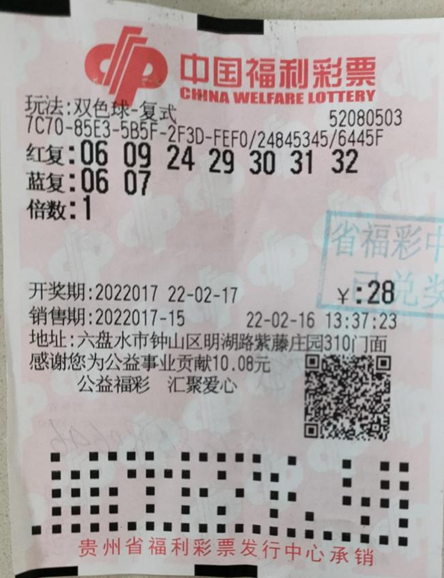 中国福利彩票
CHINA WELFARE LOTTERY
玩法:双色球-复式 52080503
7C70-85E3-5B5F-2F3D-FEF0/24845345/6445F
红复:06 09 24 29 30 31 32
蓝复:06 07
倍数:1
省福彩中
已兑奖
开奖期:2022017 22-02-17 ¥:28
销售期:2022017-15 22-02-16 13:37:23
地址:六盘水市钟山区明湖路紫藤庄园310门面
感谢您为公益事业贡献10.08元
公益福彩 汇聚爱心
贵州省福利彩票发行中心承销